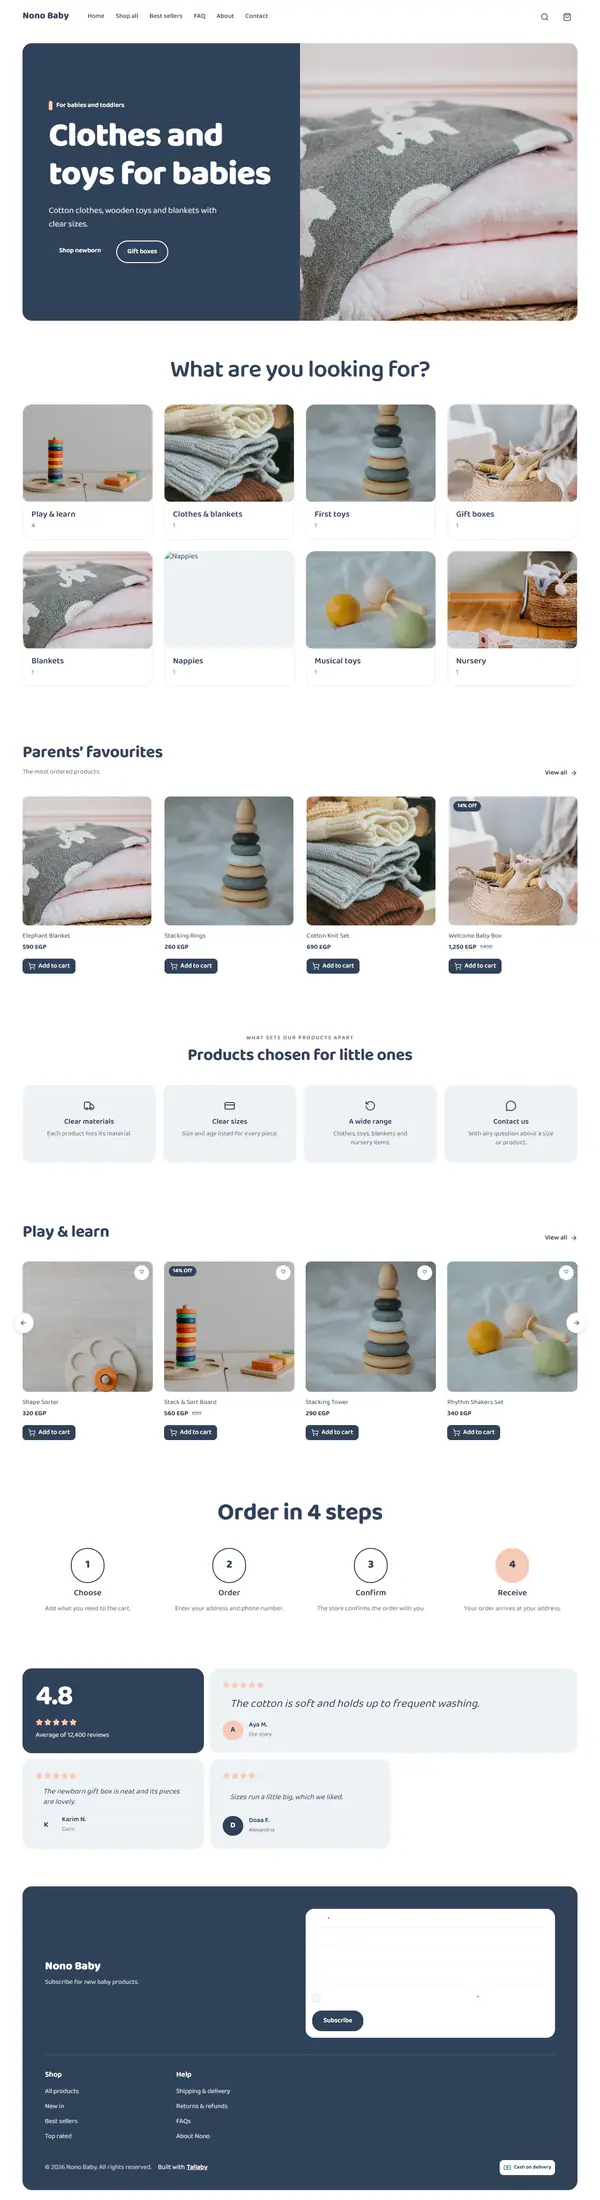 Nono Baby
Home Shop all Best sellers FAQ About Contact
For babies and toddlers
Clothes and
toys for babies
Cotton clothes, wooden toys and blankets with
clear sizes.
Shop newborn Gift boxes
What are you looking for?
Play & learn
4
Clothes & blankets
1
First toys
1
Gift boxes
1
Blankets
1
Nappies
Nappies
1
Musical toys
1
Nursery
1
Parents' favourites
The most ordered products.
View all
Elephant Blanket
590 EGP
Add to cart
Stacking Rings
260 EGP
Add to cart
Cotton Knit Set
690 EGP
Add to cart
14% Off
Welcome Baby Box
1,250 EGP
Add to cart
WHAT SETS OUR PRODUCTS APART
Products chosen for little ones
Clear materials
Each product lists its material.
Clear sizes
Size and age listed for every piece.
A wide range
Clothes, toys, blankets and
nursery items.
Contact us
With any question about a size
or product.
Play & learn
View all
Shape Sorter
320 EGP
Add to cart
14% Off
Stack & Sort Board
560 EGP
Add to cart
Stacking Tower
290 EGP
Add to cart
Rhythm Shakers Set
340 EGP
Add to cart
Order in 4 steps
1
Choose
Add what you need to the cart.
2
Order
Enter your address and phone number.
3
Confirm
The store confirms the order with you.
4
Receive
Your order arrives at your address.
4.8
Average of 12,400 reviews
The cotton is soft and holds up to frequent washing.
A
Aya M.
Our story
The newborn gift box is neat and its pieces
are lovely.
K
Karim N.
Cairo
Sizes run a little big, which we liked.
D
Doaa F.
Alexandria
Nono Baby
Subscribe for new baby products.
*
*
Subscribe
Shop
All products
New in
Best sellers
Top rated
Help
Shipping & delivery
Returns & refunds
FAQs
About Nono
© 2026 Nono Baby. All rights reserved. Built with Tallaby
Cash on delivery